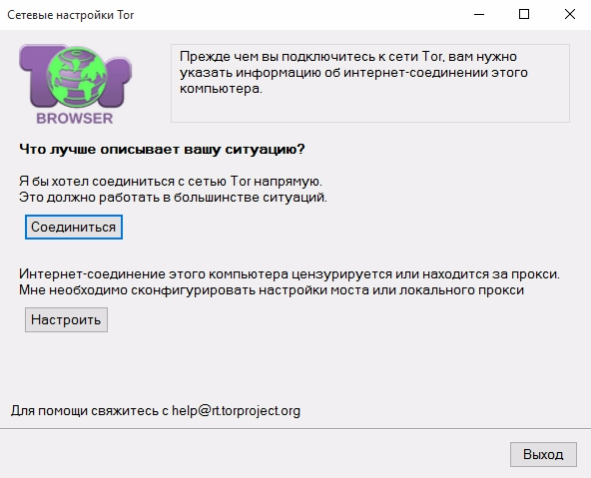 Сетевые настройки Tor
Tor
BROWSER
Прежде чем вы подключитесь к сети Tor, вам нужно
указать информацию об интернет-соединении этого
компьютера.
Что лучше описывает вашу ситуацию?
Я бы хотел соединиться с сетью Tor напрямую.
Это должно работать в большинстве ситуаций.
Соединиться
Интернет-соединение этого компьютера цензурируется или находится за прокси.
Мне необходимо сконфигурировать настройки моста или локального прокси
Настроить
Для помощи свяжитесь с help@rt.torproject.org
Выход